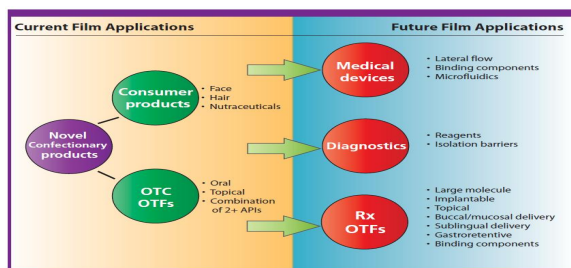 Current Film Applications
Future Film Applications
Novel
Confectionary
products
Consumer
products
• Face
• Hair
• Nutraceuticals
OTC
OTFs
• Oral
• Topical
• Combination
of 2+ APIs
Medical
devices
• Lateral flow
• Binding components
• Microfluidics
Diagnostics
• Reagents
• Isolation barriers
Rx
OTFs
• Large molecule
• Implantable
• Topical
• Buccal/mucosal delivery
• Sublingual delivery
• Gastroretentive
• Binding components